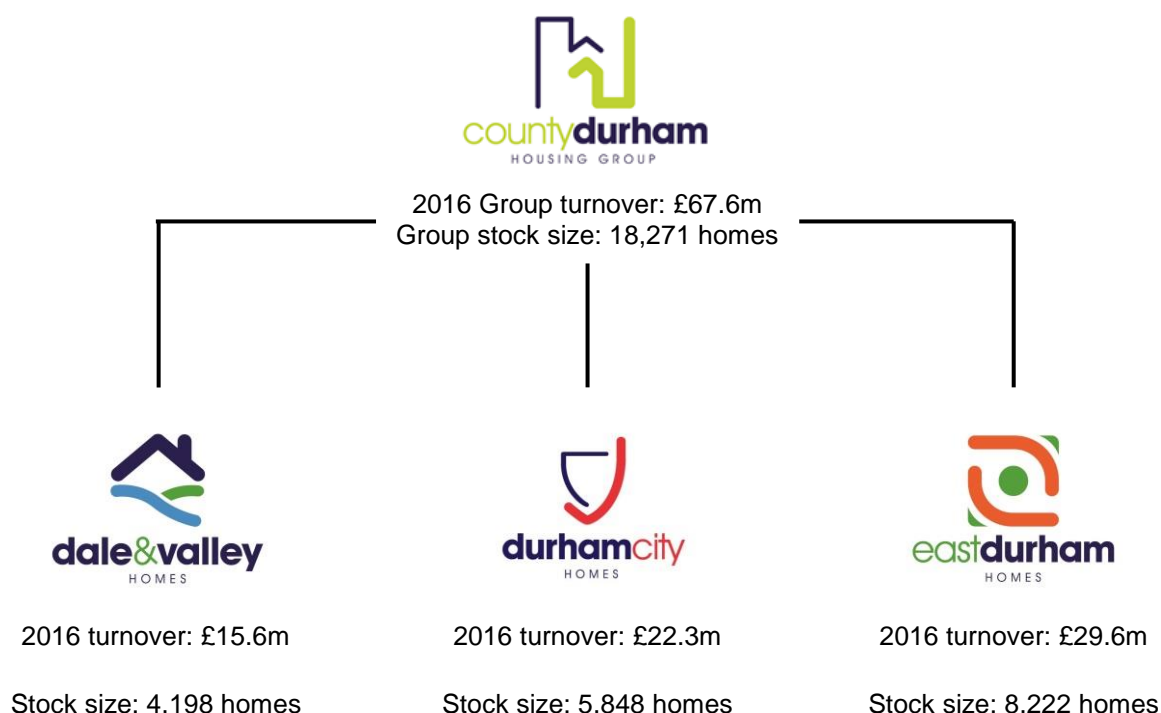 countydurham
HOUSING GROUP
2016 Group turnover: £67.6m
Group stock size: 18,271 homes
dale&valley
HOMES
durhamcity
HOMES
eastdurham
HOMES
2016 turnover: £15.6m
2016 turnover: £22.3m
2016 turnover: £29.6m
Stock size: 4,198 homes
Stock size: 5,848 homes
Stock size: 8,222 homes